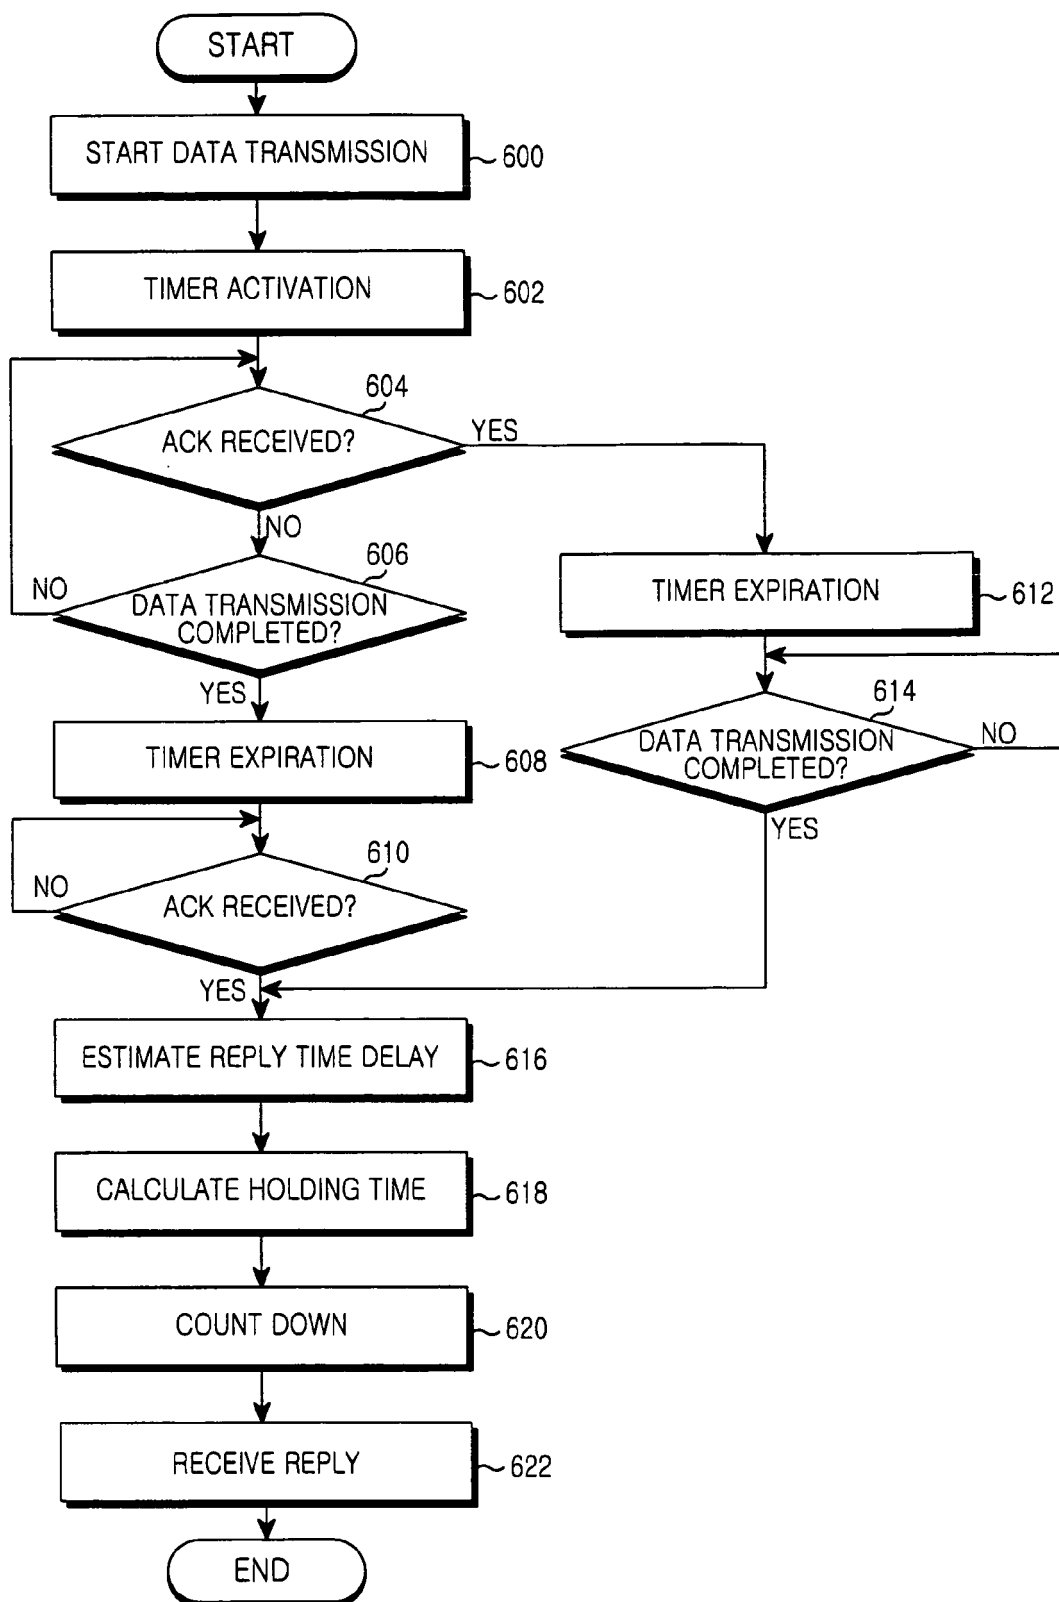 START
START DATA TRANSMISSION
600
TIMER ACTIVATION
602
604
ACK RECEIVED?
YES
NO
606
NO
DATA TRANSMISSION
COMPLETED?
YES
TIMER EXPIRATION
612
614
DATA TRANSMISSION
COMPLETED?
NO
YES
TIMER EXPIRATION
608
610
NO
ACK RECEIVED?
YES
ESTIMATE REPLY TIME DELAY
616
CALCULATE HOLDING TIME
618
COUNT DOWN
620
RECEIVE REPLY
622
END